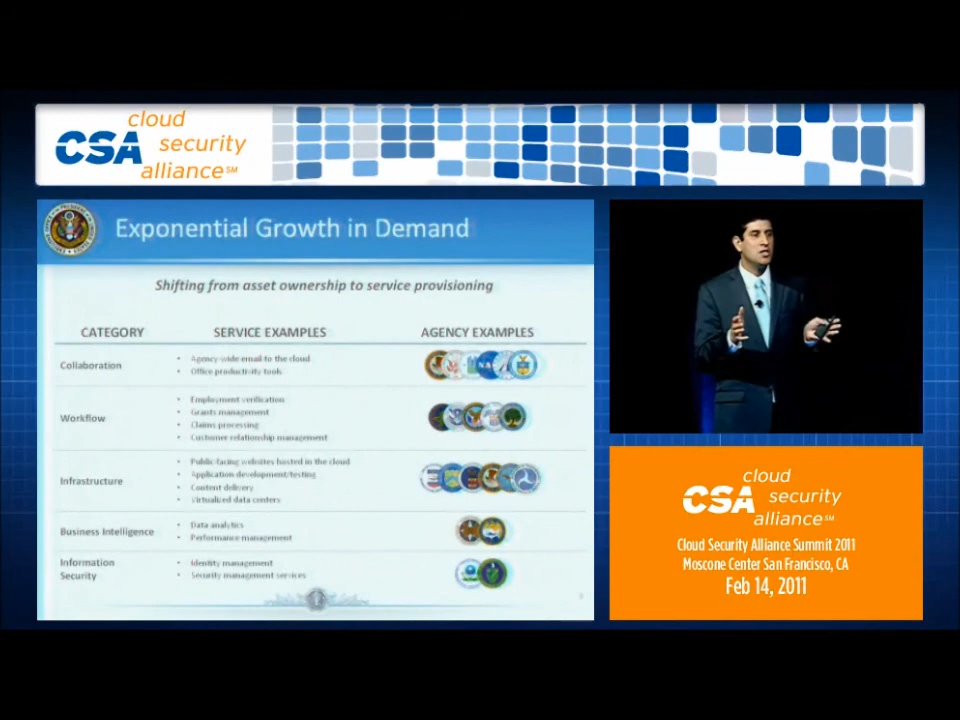 cloud
CSA security
alliance℠
Exponential Growth in Demand
Shifting from asset ownership to service provisioning
CATEGORY SERVICE EXAMPLES AGENCY EXAMPLES
Collaboration
• Agency-wide email to the cloud
• Office productivity tools
Workflow
• Employment verification
• Grants management
• Claims processing
• Customer relationship management
Infrastructure
• Public-facing websites hosted in the cloud
• Application development/testing
• Content delivery
• Virtualized data centers
Business Intelligence
• Data analytics
• Performance management
Information
Security
• Identity management
• Security management services
cloud
CSA security
alliance℠
Cloud Security Alliance Summit 2011
Moscone Center San Francisco, CA
Feb 14, 2011